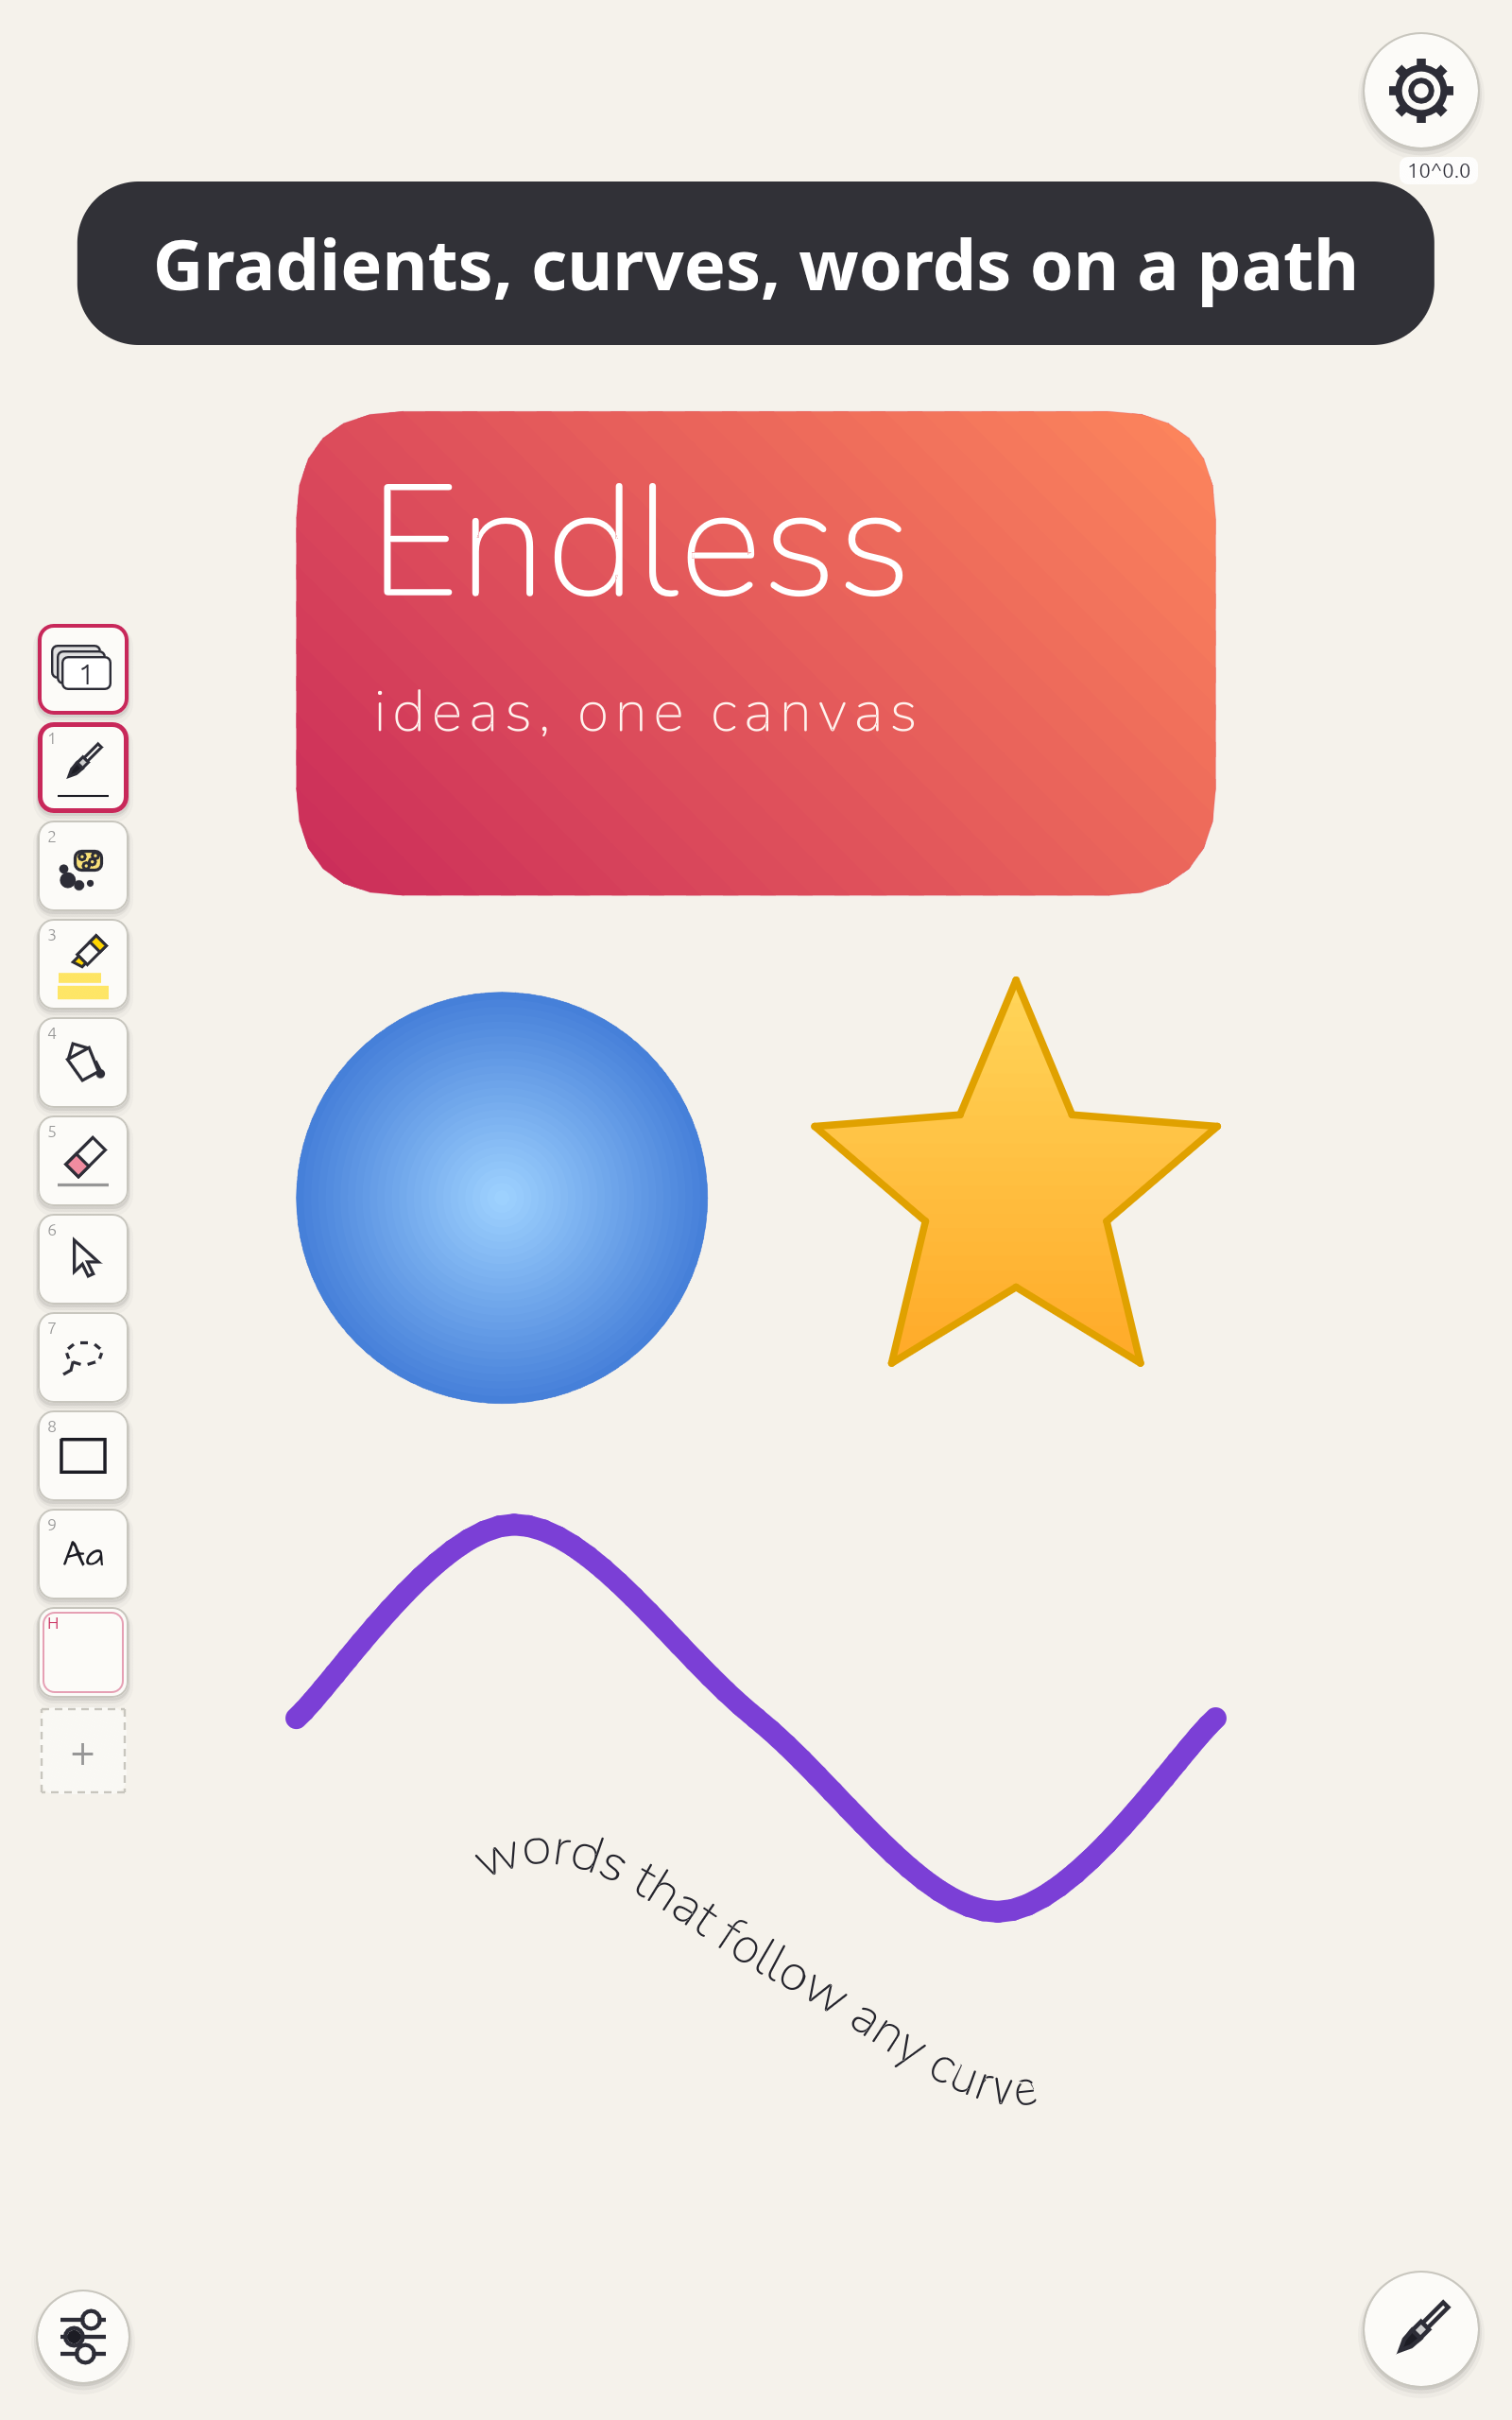 10^0.0
Gradients, curves, words on a path
Endless
ideas, one canvas
1
1
2
3
4
5
6
7
8
9
Aa
H
+
words that follow any curve